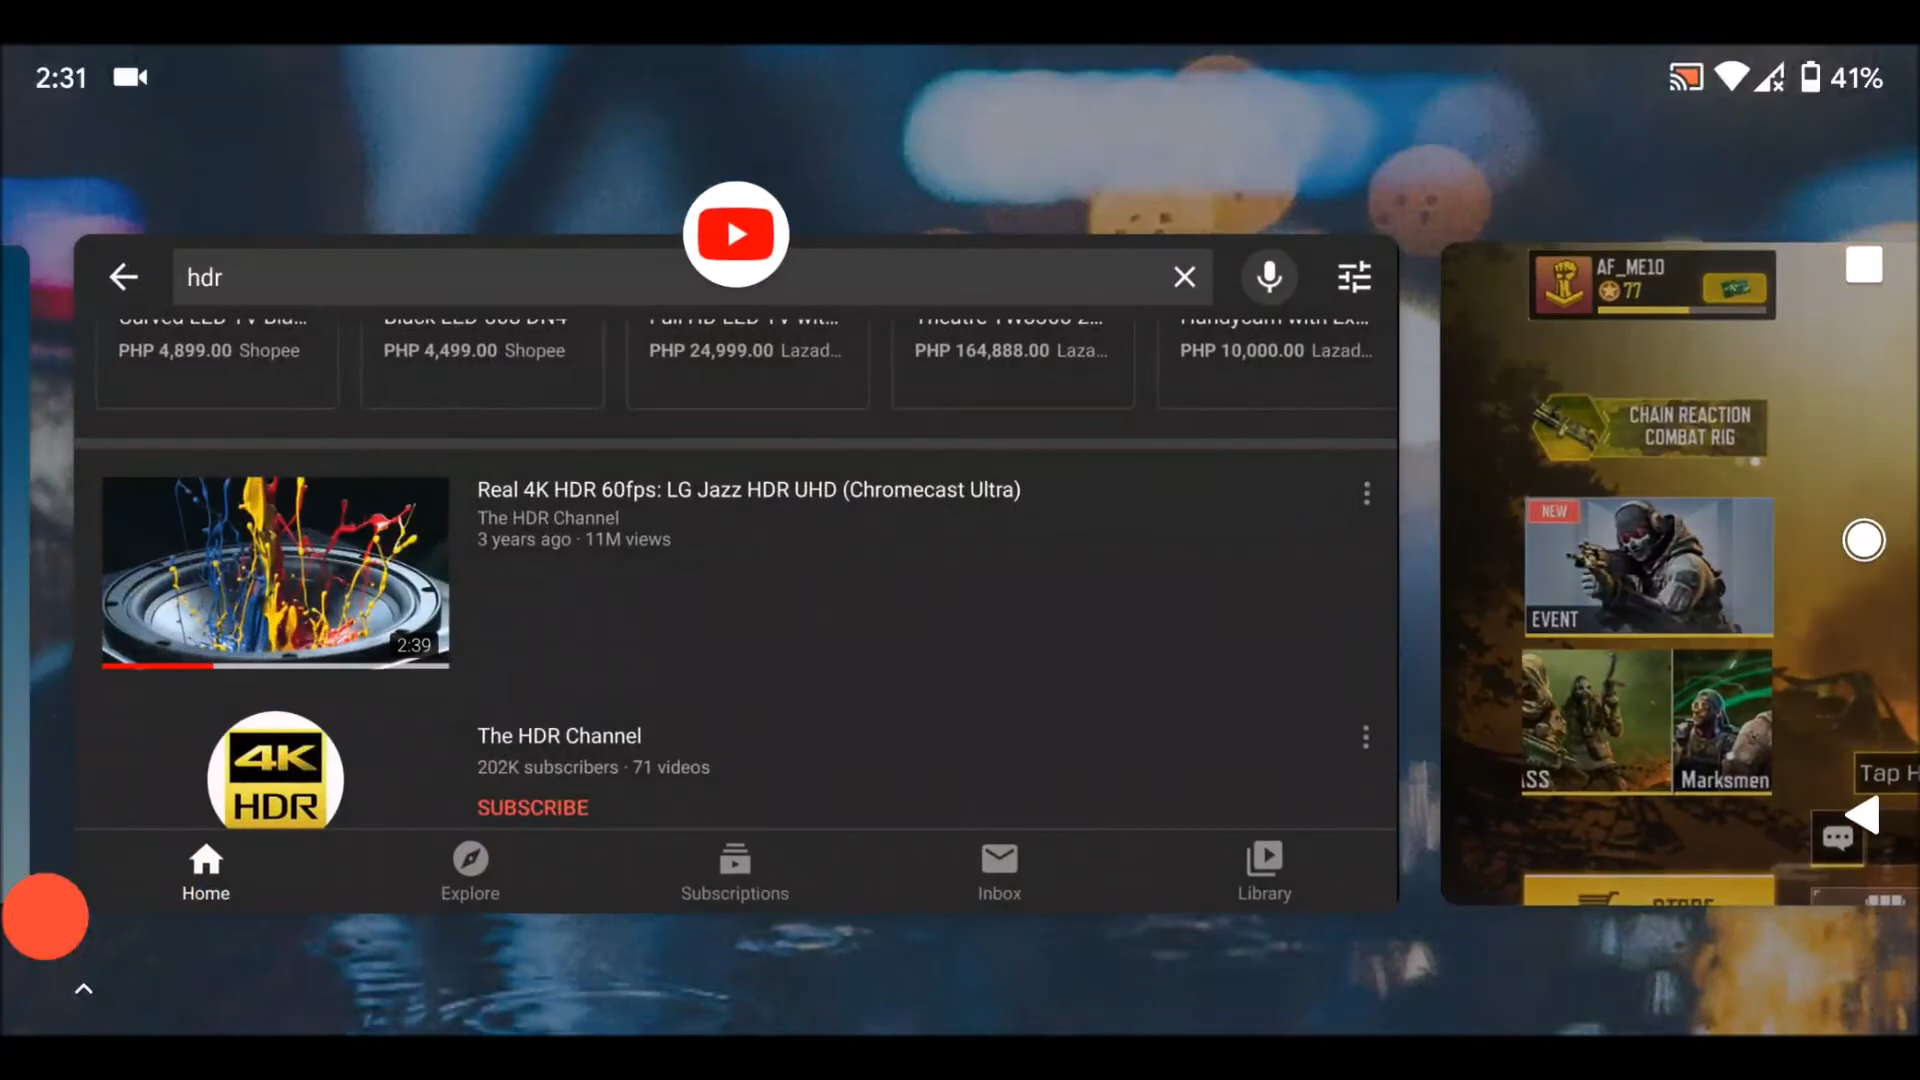 2:31
41%
hdr
PHP 4,899.00 Shopee
PHP 4,499.00 Shopee
PHP 24,999.00 Lazad...
PHP 164,888.00 Laza...
PHP 10,000.00 Lazad...
Real 4K HDR 60fps: LG Jazz HDR UHD (Chromecast Ultra)
The HDR Channel
3 years ago · 11M views
2:39
4K
HDR
The HDR Channel
202K subscribers · 71 videos
SUBSCRIBE
Home
Explore
Subscriptions
Inbox
Library
AF_ME10
77
CHAIN REACTION
COMBAT RIG
NEW
EVENT
ASS
Marksmen
Tap H